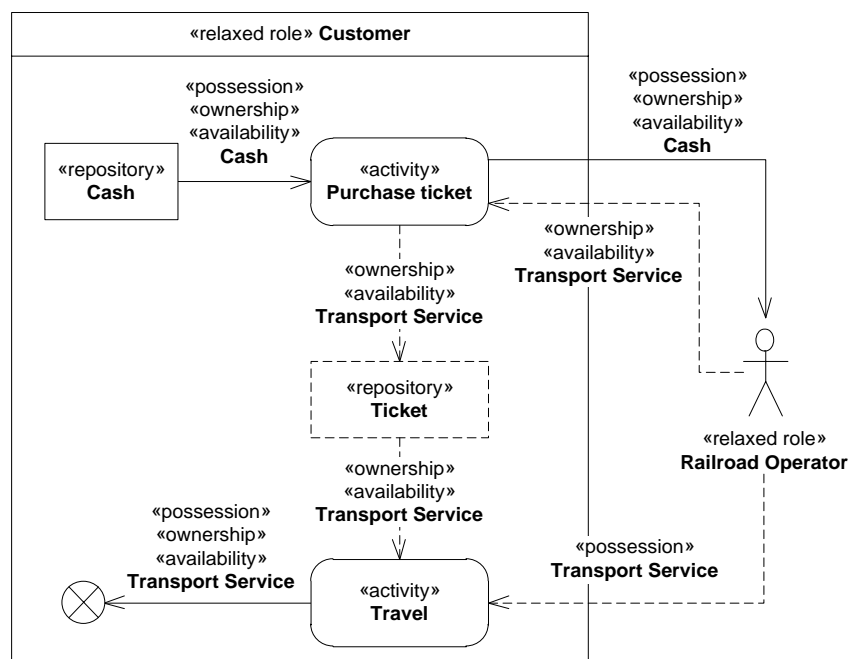 «relaxed role» Customer
«possession»
«ownership»
«availability»
Cash
«possession»
«ownership»
«availability»
Cash
«repository»
Cash
«activity»
Purchase ticket
«ownership»
«availability»
Transport Service
«ownership»
«availability»
Transport Service
«repository»
Ticket
«relaxed role»
Railroad Operator
«ownership»
«availability»
Transport Service
«possession»
«ownership»
«availability»
Transport Service
«possession»
Transport Service
«activity»
Travel